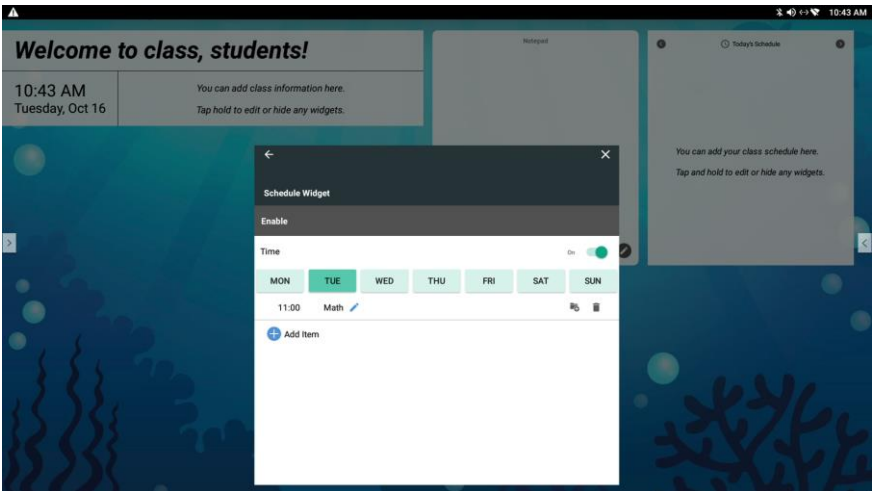 10:43 AM
Welcome to class, students!
10:43 AM
Tuesday, Oct 16
You can add class information here.
Tap hold to edit or hide any widgets.
Notepad
Today's Schedule
You can add your class schedule here.
Tap and hold to edit or hide any widgets.
Schedule Widget
Enable
Time
On
MON TUE WED THU FRI SAT SUN
11:00 Math
Add Item